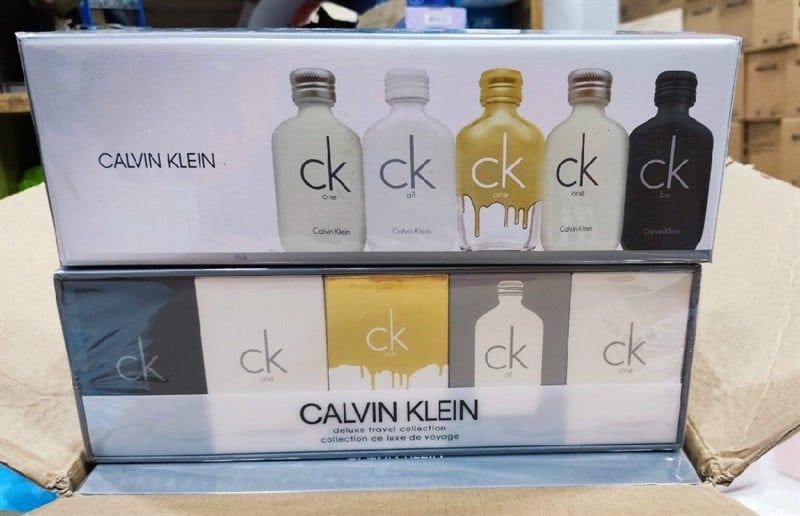 CALVIN KLEIN
ck
one
Calvin Klein
ck
all
Calvin Klein
ck
one
ck
one
Calvin Klein
ck
be
Calvin Klein
ck
ck
one
ck
one
ck
all
ck
one
CALVIN KLEIN
deluxe travel collection
collection de luxe de voyage